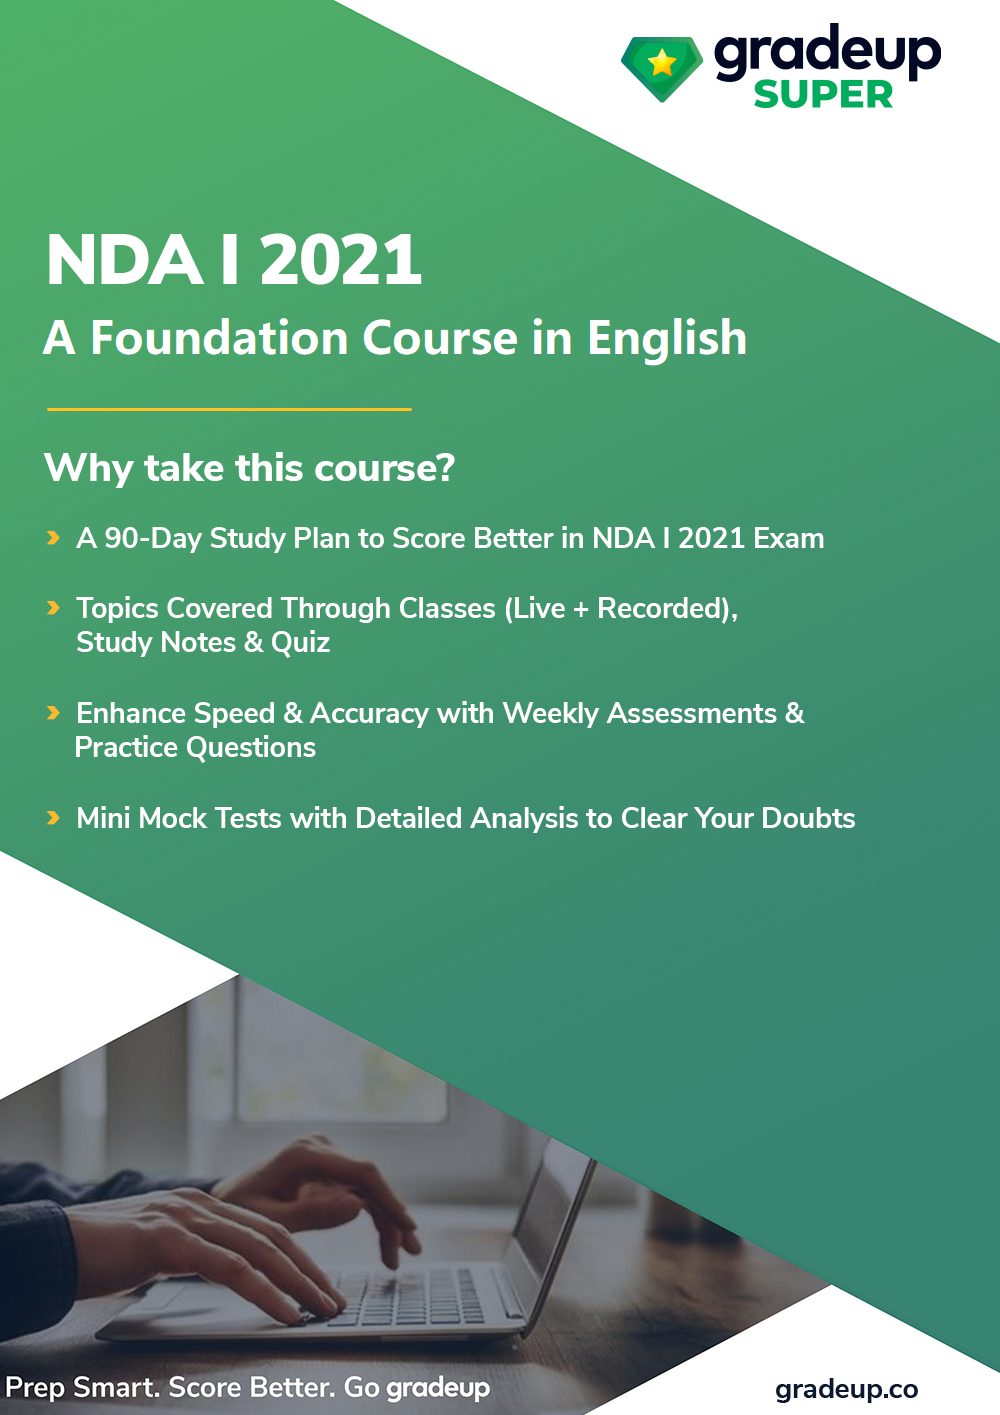 gradeup
SUPER
NDA I 2021
A Foundation Course in English
Why take this course?
A 90-Day Study Plan to Score Better in NDA I 2021 Exam
Topics Covered Through Classes (Live + Recorded),
Study Notes & Quiz
Enhance Speed & Accuracy with Weekly Assessments &
Practice Questions
Mini Mock Tests with Detailed Analysis to Clear Your Doubts
Prep Smart. Score Better. Go gradeup
gradeup.co